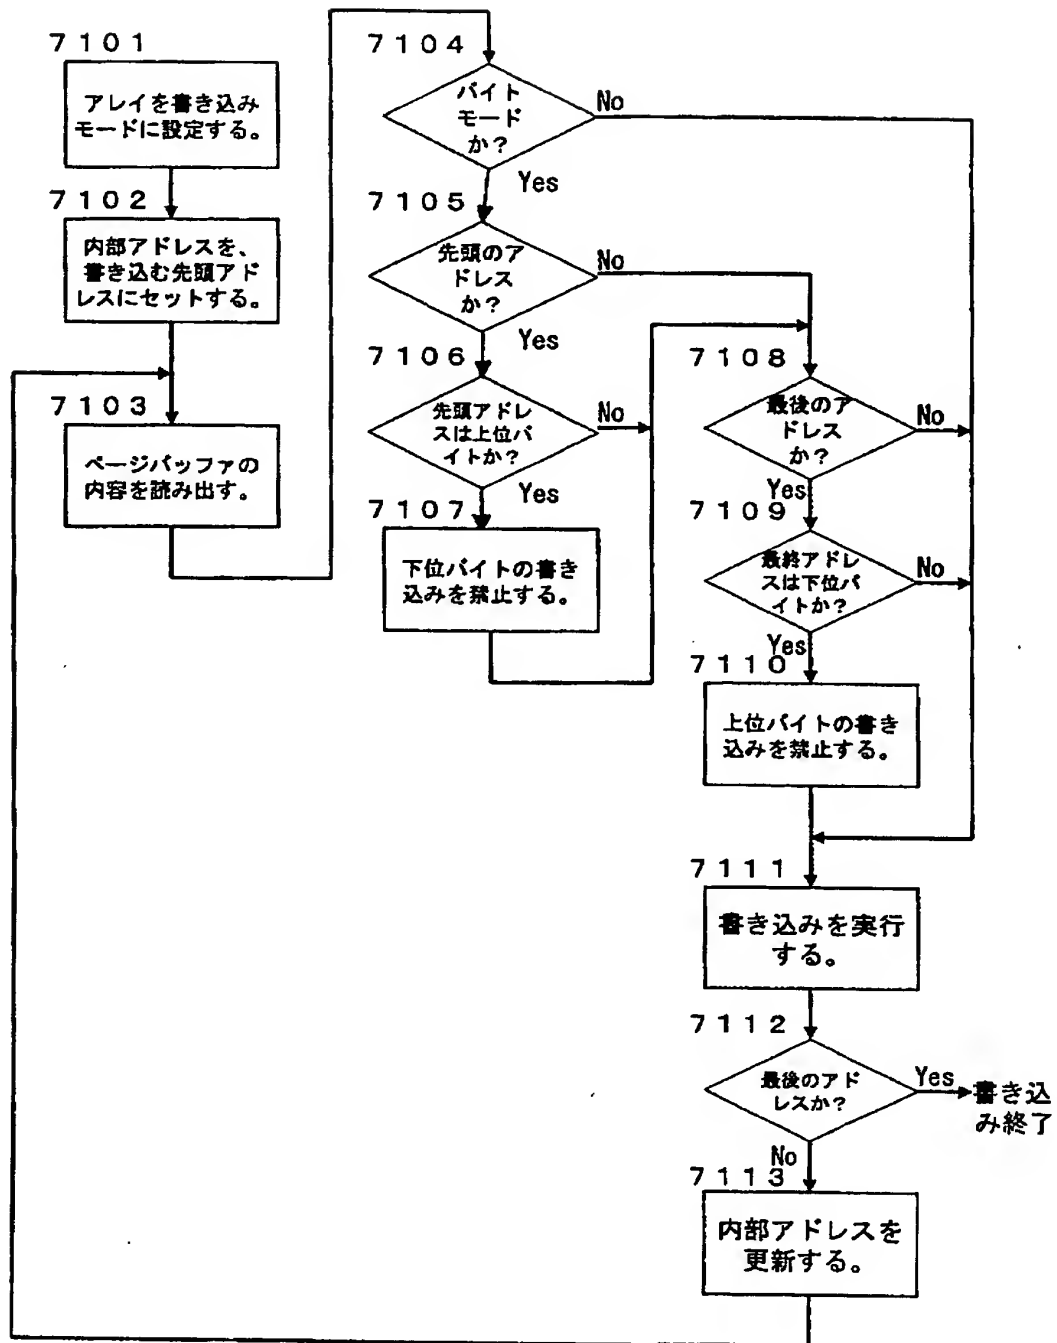 7101
アレイを書き込み
モードに設定する。
7102
内部アドレスを、
書き込む先頭アド
レスにセットする。
7103
ページバッファの
内容を読み出す。
7104
バイト
モード
か?
No
Yes
7105
先頭のア
ドレス
か?
No
Yes
7106
先頭アドレ
スは上位バ
イトか?
No
Yes
7107
下位バイトの書き
込みを禁止する。
7108
最後のア
ドレス
か?
No
Yes
7109
最終アドレ
スは下位バ
イトか?
No
Yes
7110
上位バイトの書き
込みを禁止する。
7111
書き込みを実行
する。
7112
最後のアド
レスか?
Yes
書き込
み終了
No
7113
内部アドレスを
更新する。